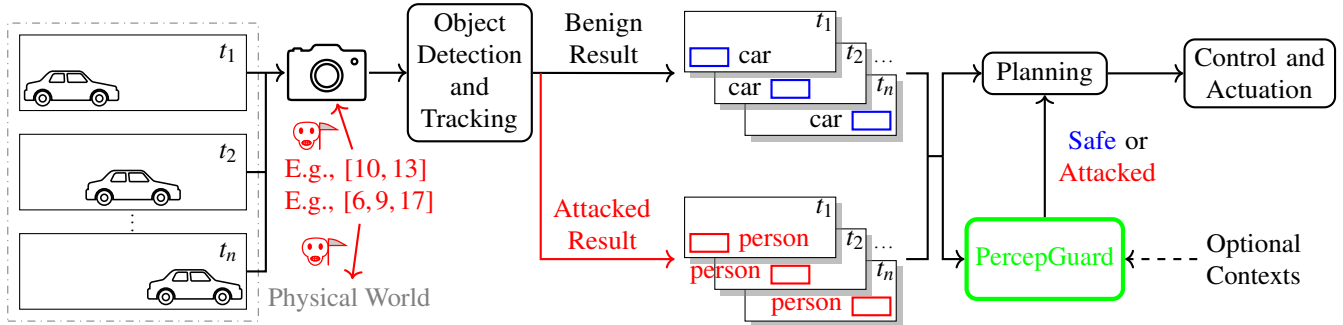 t1
t2
⋮
tn
Physical World
E.g., [10, 13]
E.g., [6, 9, 17]
Object
Detection
and
Tracking
Benign
Result
Attacked
Result
t1
car
t2 ...
car
tn
car
t1
person
t2 ...
person
tn
person
Planning
Control and
Actuation
Safe or
Attacked
PercepGuard
Optional
Contexts